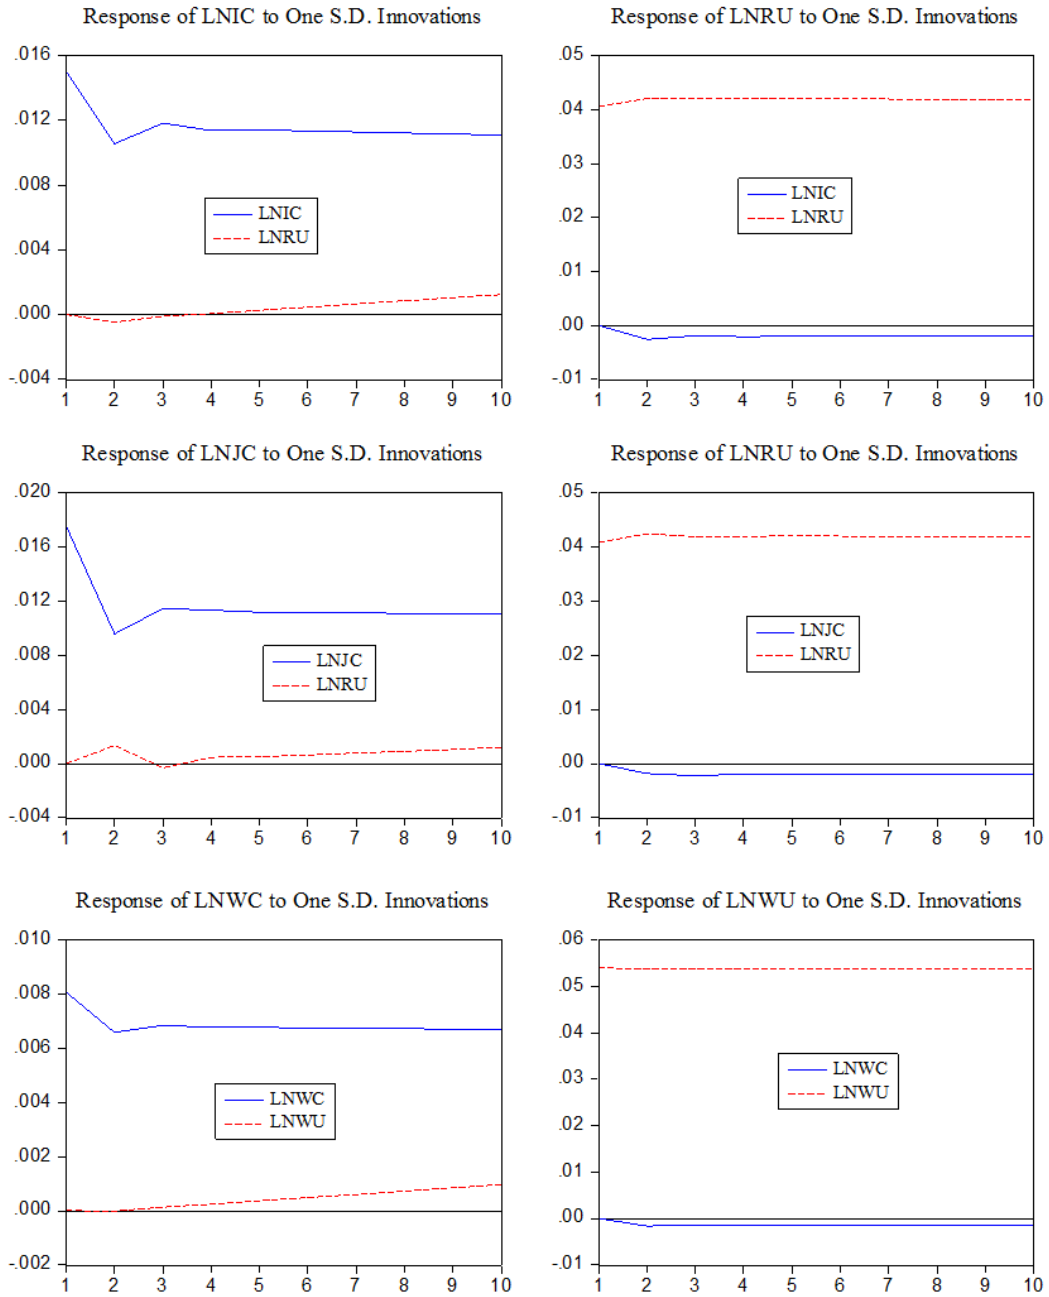 Response of LNIC to One S.D. Innovations
.016
.012
.008
.004
.000
-.004
LNIC
LNRU
1 2 3 4 5 6 7 8 9 10
Response of LNRU to One S.D. Innovations
.05
.04
.03
.02
.01
.00
-.01
LNIC
LNRU
1 2 3 4 5 6 7 8 9 10
Response of LNJC to One S.D. Innovations
.020
.016
.012
.008
.004
.000
-.004
LNJC
LNRU
1 2 3 4 5 6 7 8 9 10
Response of LNRU to One S.D. Innovations
.05
.04
.03
.02
.01
.00
-.01
LNJC
LNRU
1 2 3 4 5 6 7 8 9 10
Response of LNWC to One S.D. Innovations
.010
.008
.006
.004
.002
.000
-.002
LNWC
LNWU
1 2 3 4 5 6 7 8 9 10
Response of LNWU to One S.D. Innovations
.06
.05
.04
.03
.02
.01
.00
-.01
LNWC
LNWU
1 2 3 4 5 6 7 8 9 10